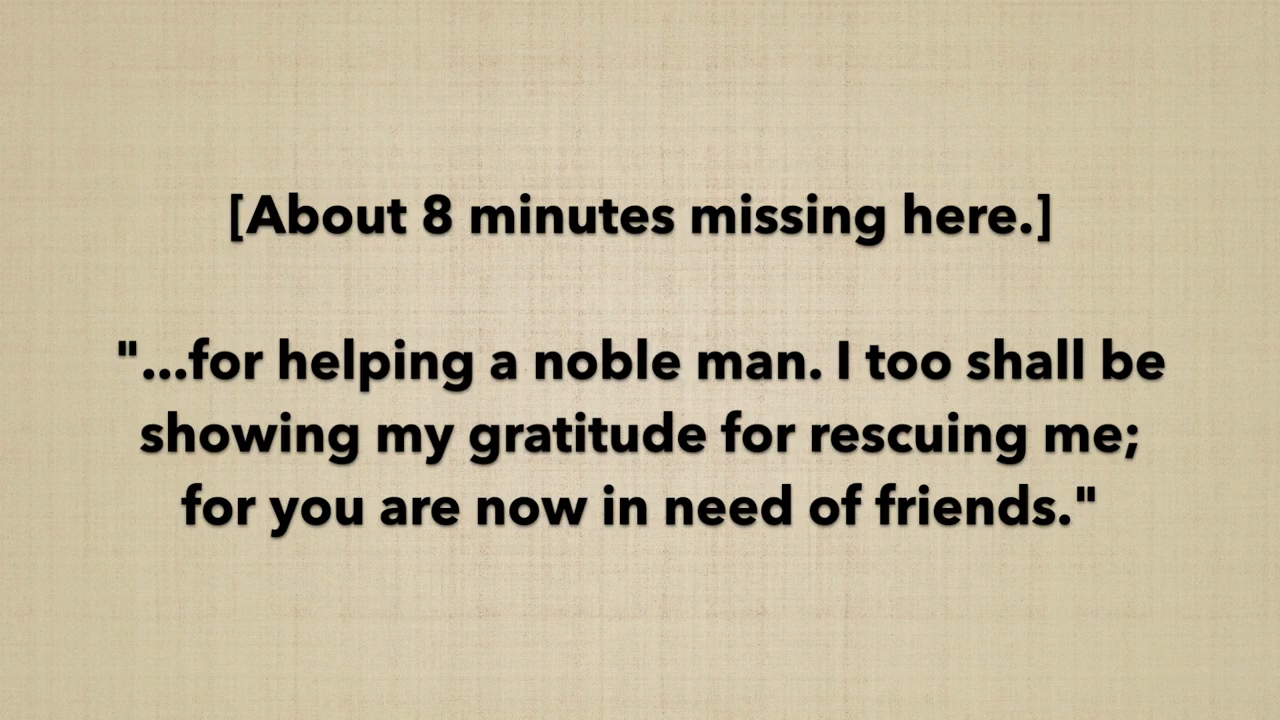 [About 8 minutes missing here.]
"...for helping a noble man. I too shall be
showing my gratitude for rescuing me;
for you are now in need of friends."